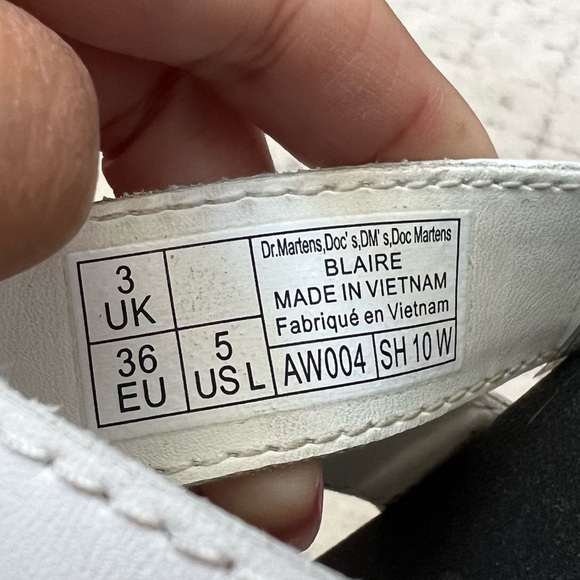 3
UK
36
EU
5
US L
Dr.Martens,Doc' s,DM' s,Doc Martens
BLAIRE
MADE IN VIETNAM
Fabriqué en Vietnam
AW004
SH 10 W